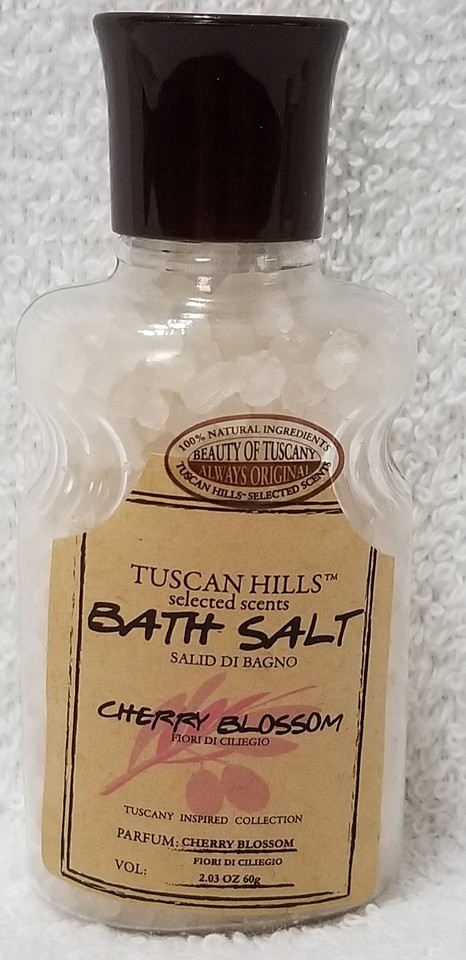 100% NATURAL INGREDIENTS
BEAUTY OF TUSCANY
ALWAYS ORIGINAL
TUSCAN HILLS™ SELECTED SCENTS
TUSCAN HILLS™
selected scents
BATH SALT
SALID DI BAGNO
CHERRY BLOSSOM
FIORI DI CILIEGIO
TUSCANY INSPIRED COLLECTION
PARFUM: CHERRY BLOSSOM
FIORI DI CILIEGIO
VOL: 2.03 OZ 60g